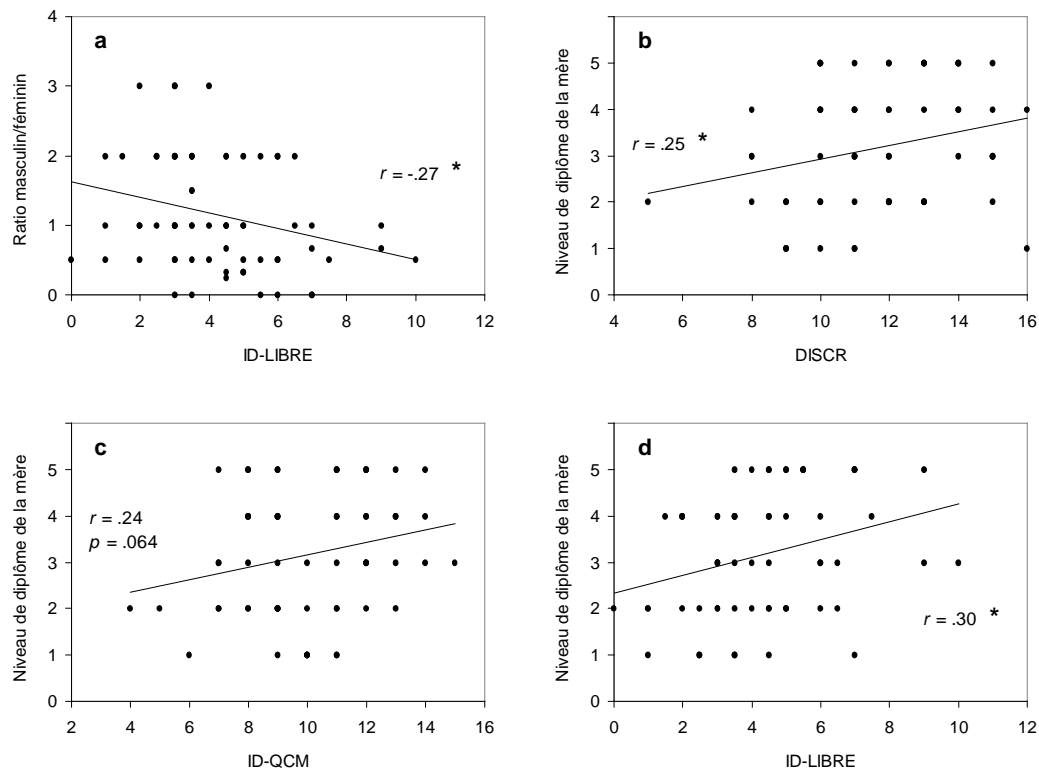 a
Ratio masculin/féminin
4
3
2
1
0
r = -.27 *
0 2 4 6 8 10 12
ID-LIBRE
b
Niveau de diplôme de la mère
5
4
3
2
1
0
r = .25 *
4 6 8 10 12 14 16
DISCR
c
Niveau de diplôme de la mère
5
4
3
2
1
0
r = .24
p = .064
2 4 6 8 10 12 14 16
ID-QCM
d
Niveau de diplôme de la mère
5
4
3
2
1
0
r = .30 *
0 2 4 6 8 10 12
ID-LIBRE